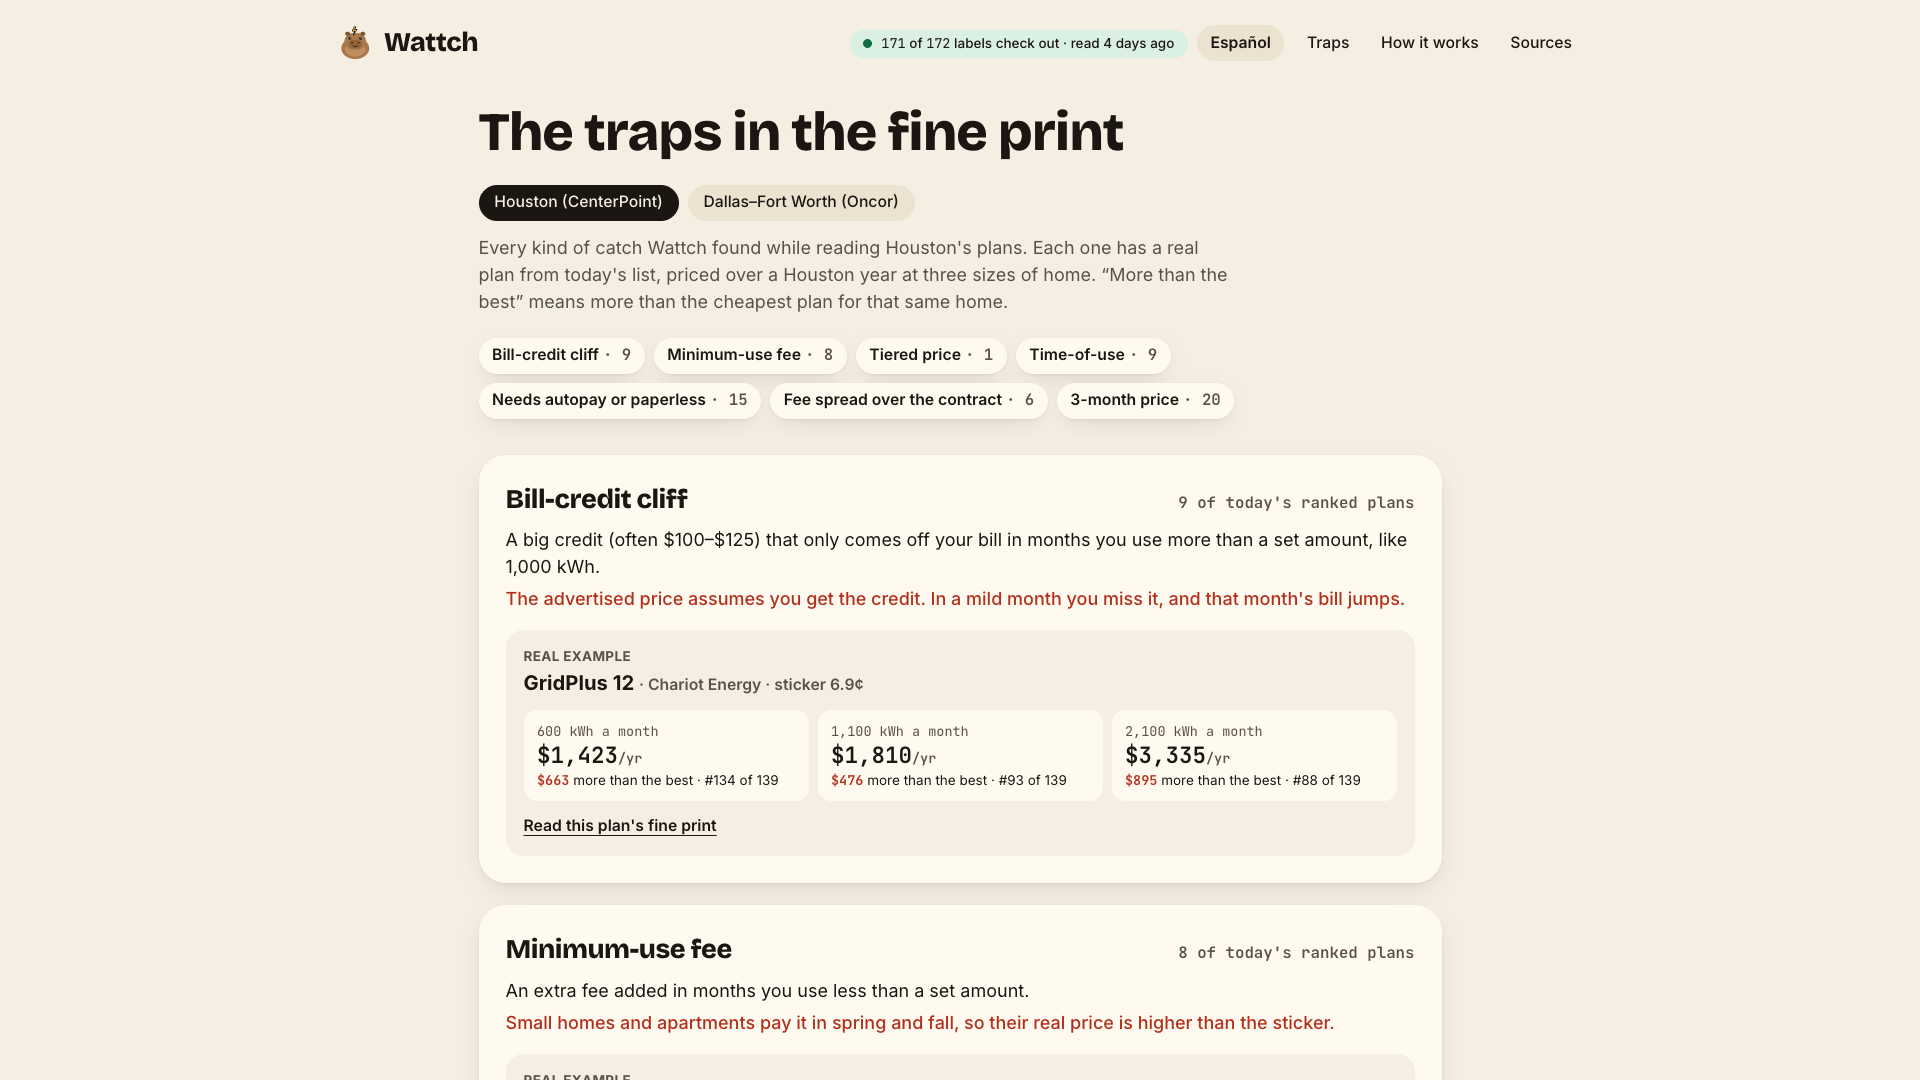 Wattch
171 of 172 labels check out · read 4 days ago
Español
Traps
How it works
Sources
The traps in the fine print
Houston (CenterPoint)
Dallas–Fort Worth (Oncor)
Every kind of catch Wattch found while reading Houston's plans. Each one has a real
plan from today's list, priced over a Houston year at three sizes of home. “More than the
best” means more than the cheapest plan for that same home.
Bill-credit cliff · 9
Minimum-use fee · 8
Tiered price · 1
Time-of-use · 9
Needs autopay or paperless · 15
Fee spread over the contract · 6
3-month price · 20
Bill-credit cliff
9 of today's ranked plans
A big credit (often $100–$125) that only comes off your bill in months you use more than a set amount, like
1,000 kWh.
The advertised price assumes you get the credit. In a mild month you miss it, and that month's bill jumps.
REAL EXAMPLE
GridPlus 12 · Chariot Energy · sticker 6.9¢
600 kWh a month
$1,423/yr
$663 more than the best · #134 of 139
1,100 kWh a month
$1,810/yr
$476 more than the best · #93 of 139
2,100 kWh a month
$3,335/yr
$895 more than the best · #88 of 139
Read this plan's fine print
Minimum-use fee
8 of today's ranked plans
An extra fee added in months you use less than a set amount.
Small homes and apartments pay it in spring and fall, so their real price is higher than the sticker.
REAL EXAMPLE